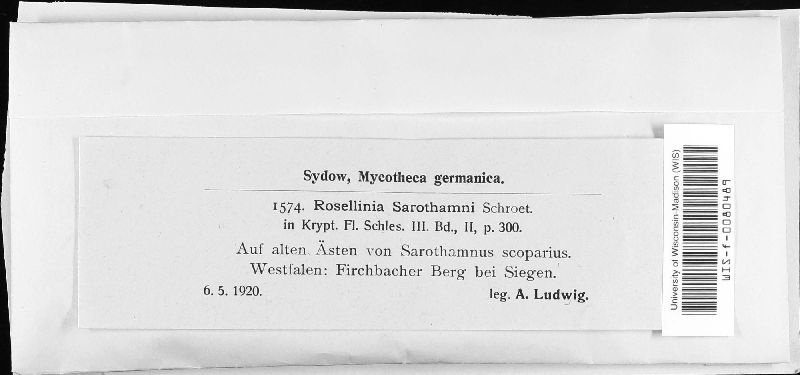 Sydow, Mycotheca germanica.
1574. Rosellinia Sarothamni Schroet.
in Krypt. Fl. Schles. III. Bd., II, p. 300.
Auf alten Ästen von Sarothamnus scoparius.
Westfalen: Firchbacher Berg bei Siegen.
6. 5. 1920. leg. A. Ludwig.
University of Wisconsin-Madison (WIS)
WIS-f-0080489